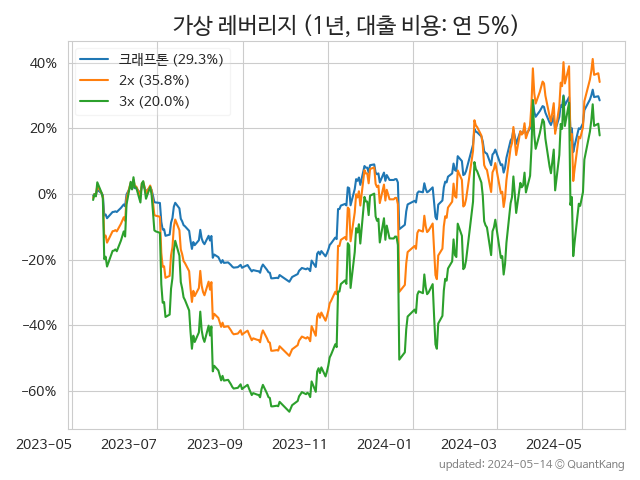 가상 레버리지 (1년, 대출 비용: 연 5%)
크래프톤 (29.3%)
2x (35.8%)
3x (20.0%)
40%
20%
0%
−20%
−40%
−60%
2023-05 2023-07 2023-09 2023-11 2024-01 2024-03 2024-05
updated: 2024-05-14 © QuantKang